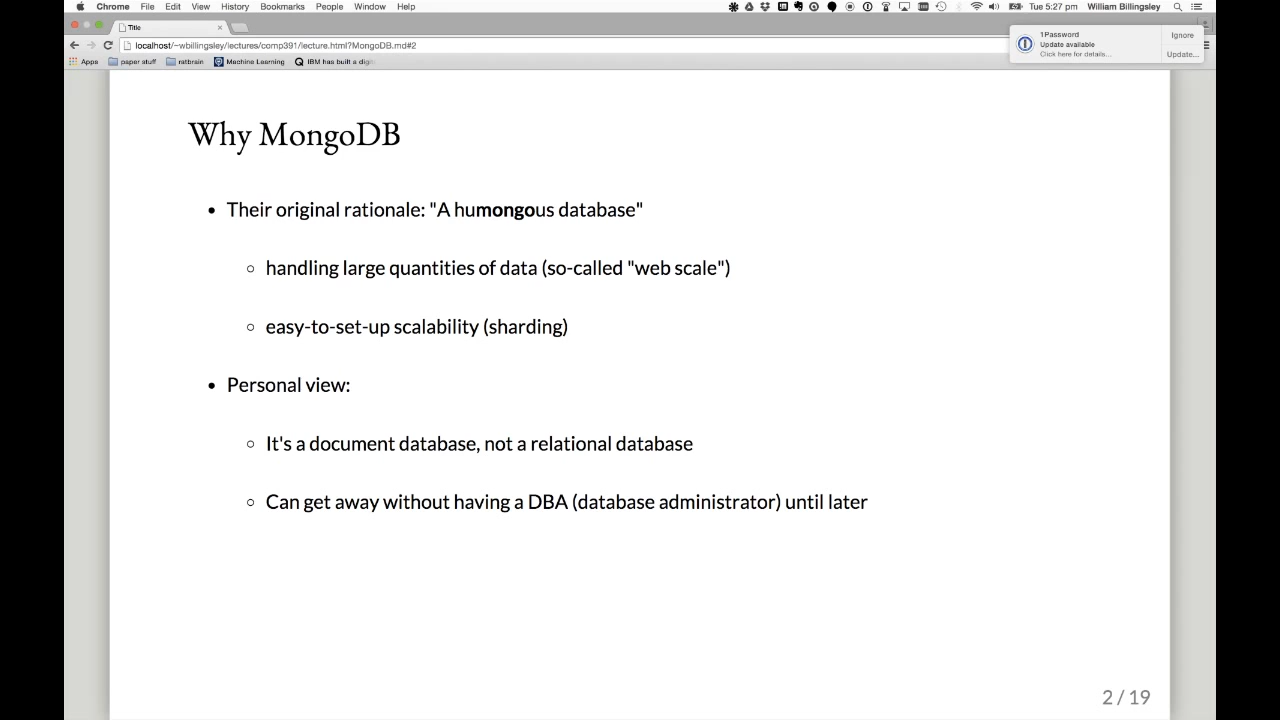 Chrome File Edit View History Bookmarks People Window Help Tue 5:27 pm William Billingsley
Title
localhost/~wbillingsley/lectures/comp391/lecture.html?MongoDB.md#2
Apps paper stuff ratbrain Machine Learning IBM has built a digit
1Password
Update available
Click here for details...
Ignore
Update...
Why MongoDB
• Their original rationale: "A humongous database"
○ handling large quantities of data (so-called "web scale")
○ easy-to-set-up scalability (sharding)
• Personal view:
○ It's a document database, not a relational database
○ Can get away without having a DBA (database administrator) until later
2 / 19